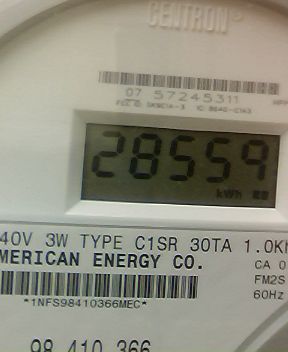 CENTRON®
07 57245311
28559
kWh
40V 3W TYPE C1SR 30TA 1.0Kh
MERICAN ENERGY CO. CA 0
FM2S
*1NFS98410366MEC* 60Hz
98 410 366